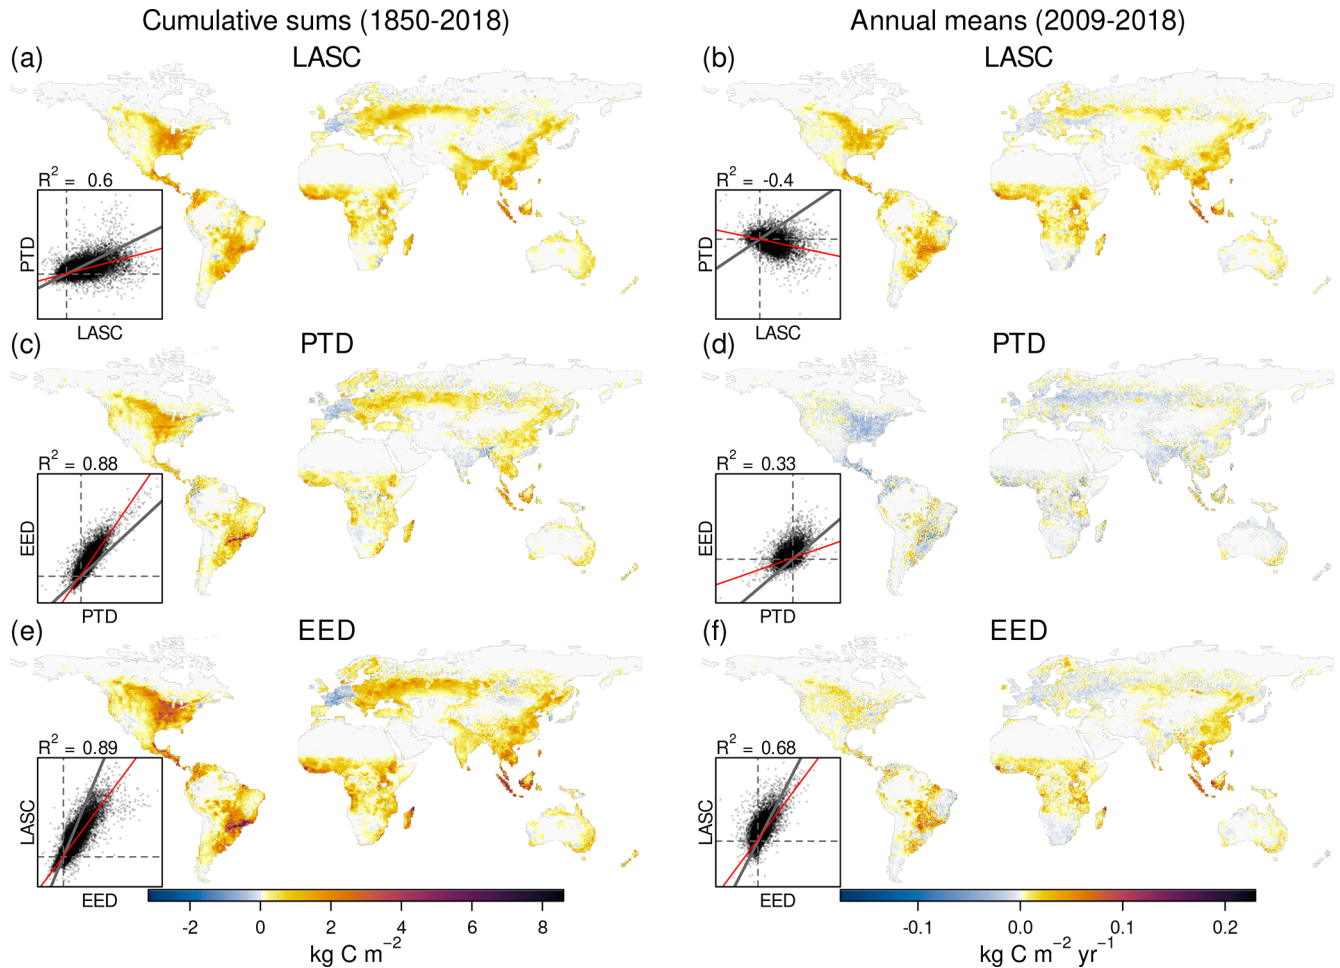 Cumulative sums (1850-2018)
Annual means (2009-2018)
(a)
LASC
R² = 0.6
PTD
LASC
(b)
LASC
R² = -0.4
PTD
LASC
(c)
PTD
R² = 0.88
EED
PTD
(d)
PTD
R² = 0.33
EED
PTD
(e)
EED
R² = 0.89
LASC
EED
(f)
EED
R² = 0.68
LASC
EED
-2 0 2 4 6 8
kg C m⁻²
-0.1 0.0 0.1 0.2
kg C m⁻² yr⁻¹